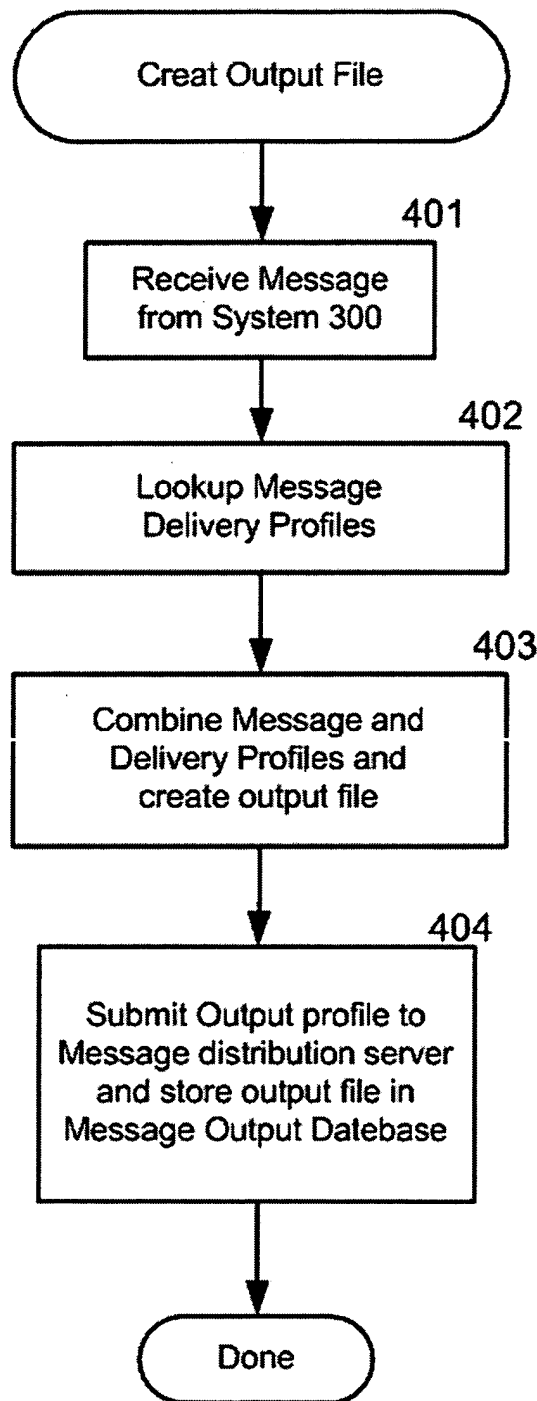 Creat Output File
401
Receive Message
from System 300
402
Lookup Message
Delivery Profiles
403
Combine Message and
Delivery Profiles and
create output file
404
Submit Output profile to
Message distribution server
and store output file in
Message Output Datebase
Done